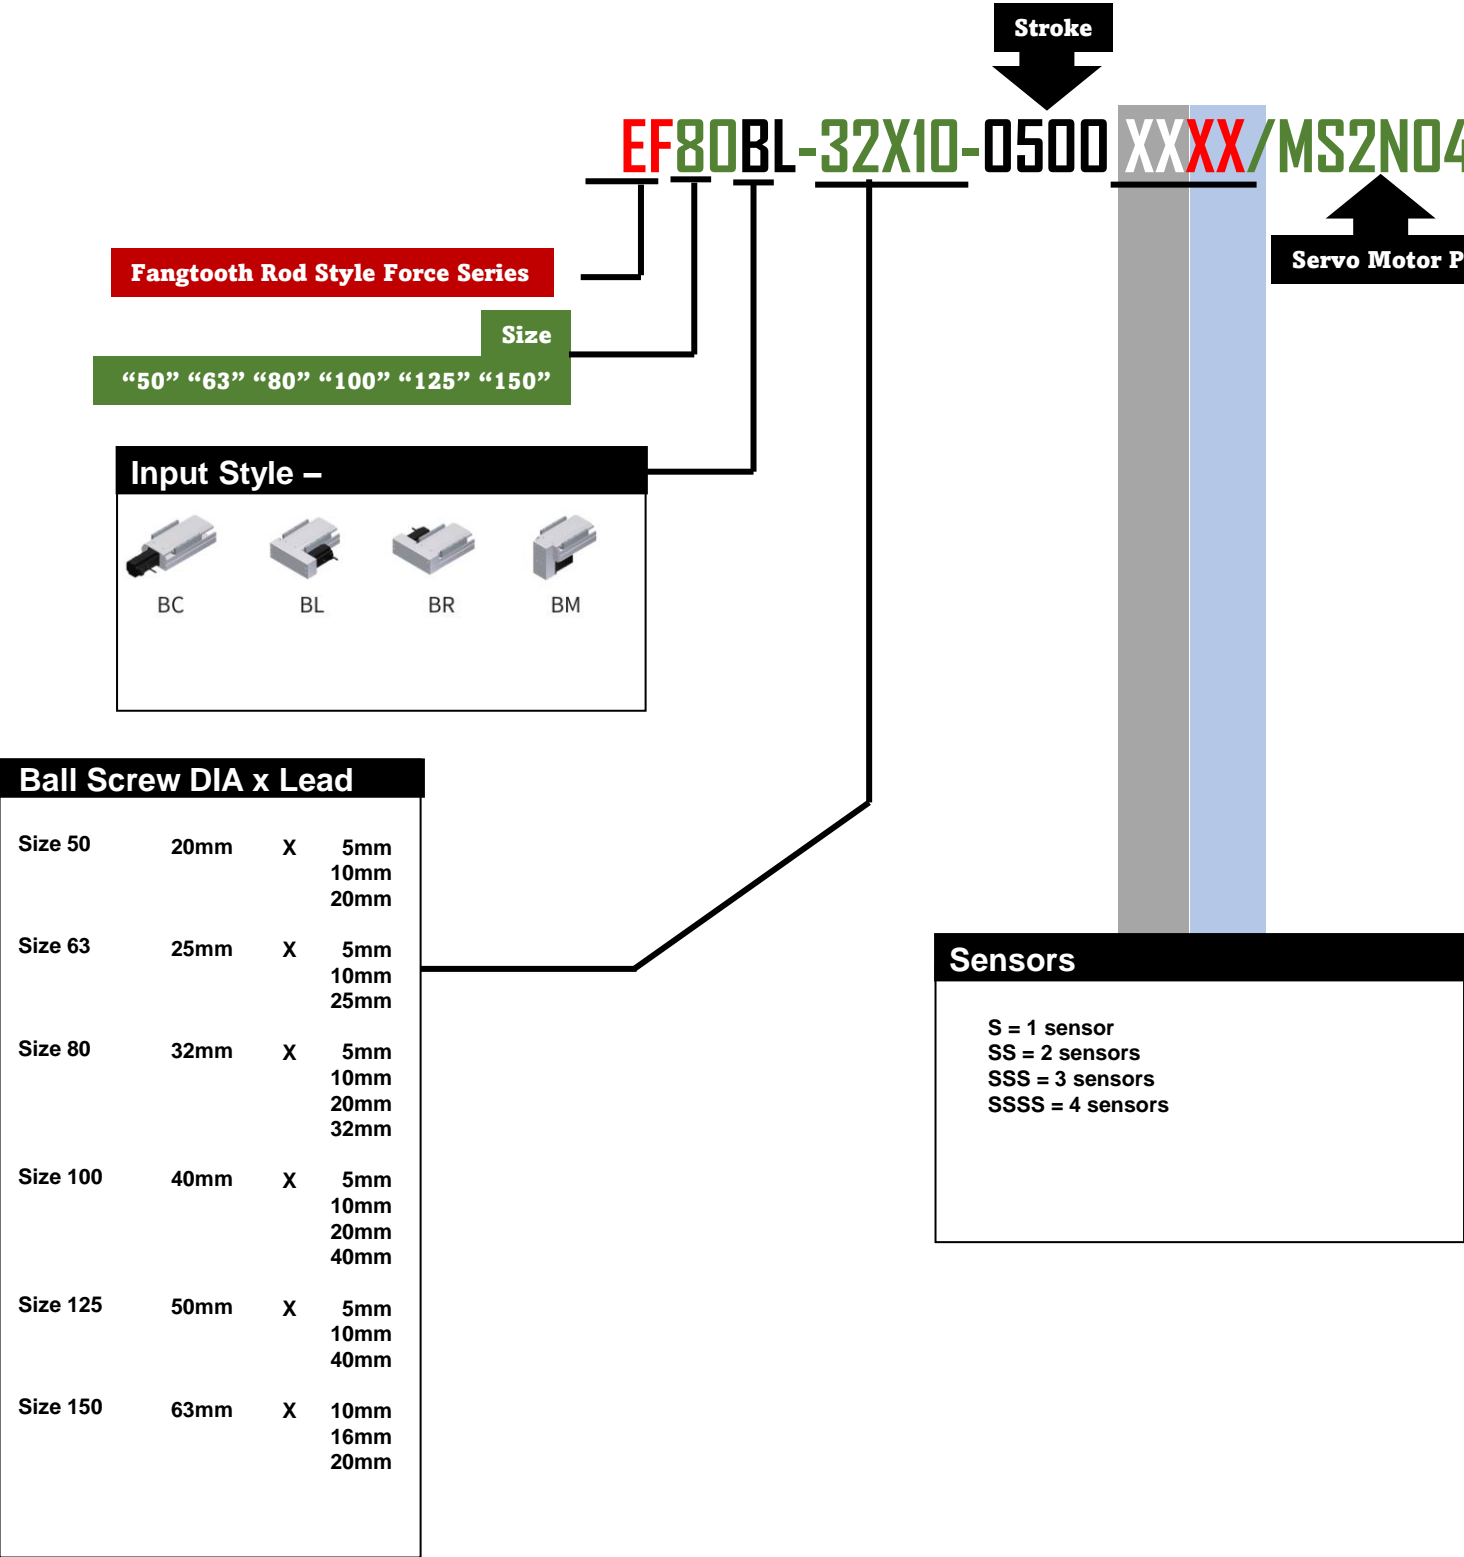 Stroke
EF80BL-32X10-0500 XXXX/MS2N04
Servo Motor P
Fangtooth Rod Style Force Series
Size
“50” “63” “80” “100” “125” “150”
Input Style –
BC BL BR BM
Ball Screw DIA x Lead
Size 50 20mm X 5mm
10mm
20mm
Size 63 25mm X 5mm
10mm
25mm
Size 80 32mm X 5mm
10mm
20mm
32mm
Size 100 40mm X 5mm
10mm
20mm
40mm
Size 125 50mm X 5mm
10mm
40mm
Size 150 63mm X 10mm
16mm
20mm
Sensors
S = 1 sensor
SS = 2 sensors
SSS = 3 sensors
SSSS = 4 sensors